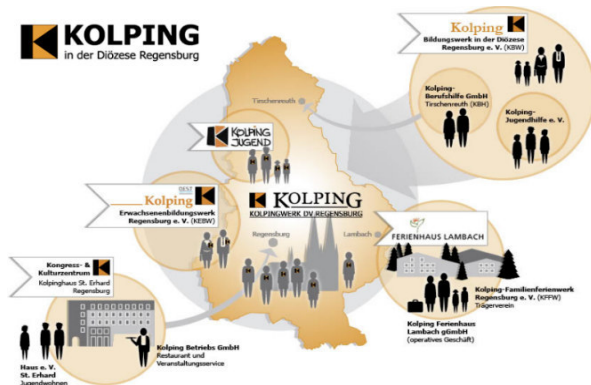 KOLPING
in der Diözese Regensburg
Kolping
Bildungswerk in der Diözese
Regensburg e. V. (KBW)
Kolping-
Berufshilfe GmbH
Tirschenreuth (KBH)
Kolping-
Jugendhilfe e. V.
Tirschenreuth
KOLPING
JUGEND
Kolping
Erwachsenenbildungswerk
Regensburg e. V. (KEBW)
KOLPING
KOLPINGWERK DV REGENSBURG
Regensburg
Lambach
FERIENHAUS LAMBACH
Kolping-Familienferienwerk
Regensburg e. V. (KFFW)
Trägerverein
Kolping Ferienhaus
Lambach gGmbH
(operatives Geschäft)
Kongress- &
Kulturzentrum
Kolpinghaus St. Erhard
Regensburg
Haus e. V.
St. Erhard
Jugendwohnen
Kolping Betriebs GmbH
Restaurant und
Veranstaltungsservice